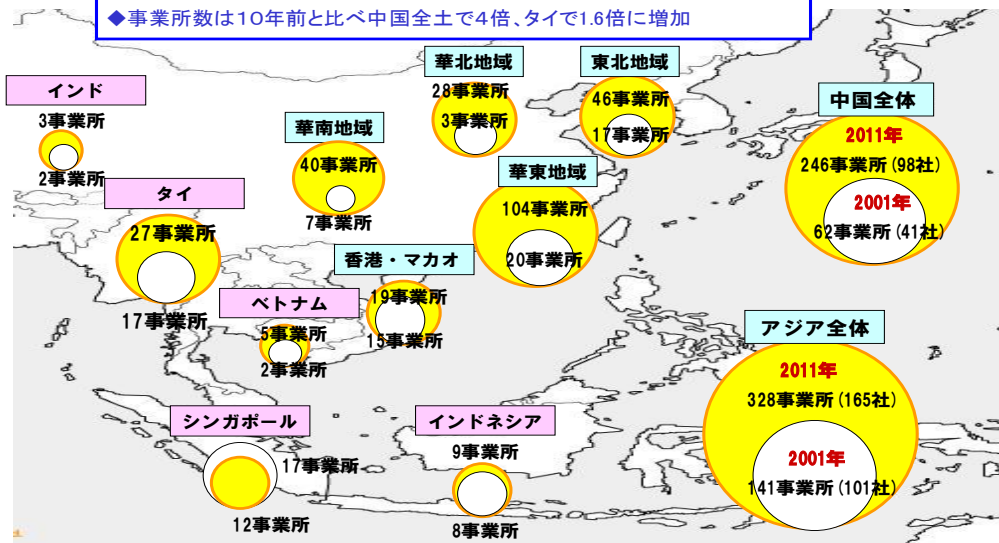 ◆事業所数は10年前と比べ中国全土で4倍、タイで1.6倍に増加
華北地域
28事業所
3事業所
東北地域
46事業所
17事業所
インド
3事業所
2事業所
華南地域
40事業所
7事業所
中国全体
2011年
246事業所(98社)
2001年
62事業所(41社)
華東地域
104事業所
20事業所
タイ
27事業所
17事業所
香港・マカオ
19事業所
15事業所
ベトナム
5事業所
2事業所
アジア全体
2011年
328事業所(165社)
2001年
141事業所(101社)
シンガポール
17事業所
12事業所
インドネシア
9事業所
8事業所